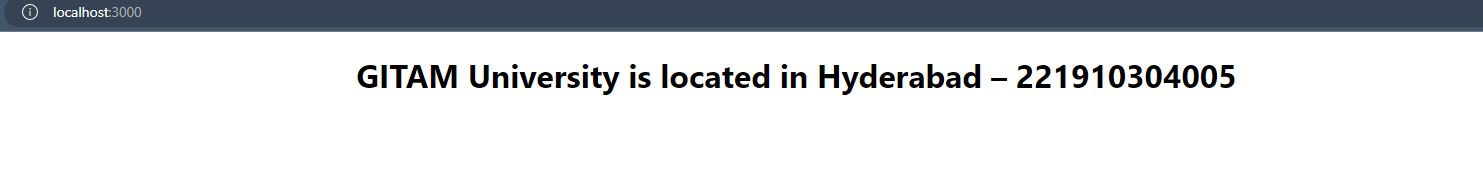 localhost:3000
GITAM University is located in Hyderabad – 221910304005